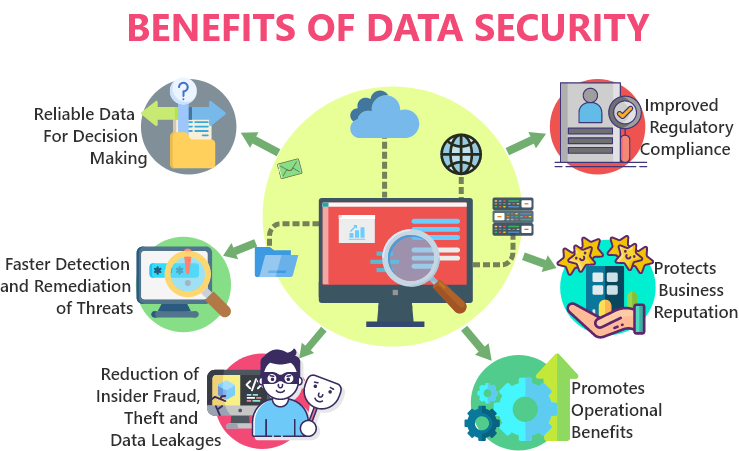 BENEFITS OF DATA SECURITY
Reliable Data
For Decision
Making
Improved
Regulatory
Compliance
Faster Detection
and Remediation
of Threats
Protects
Business
Reputation
Reduction of
Insider Fraud,
Theft and
Data Leakages
Promotes
Operational
Benefits